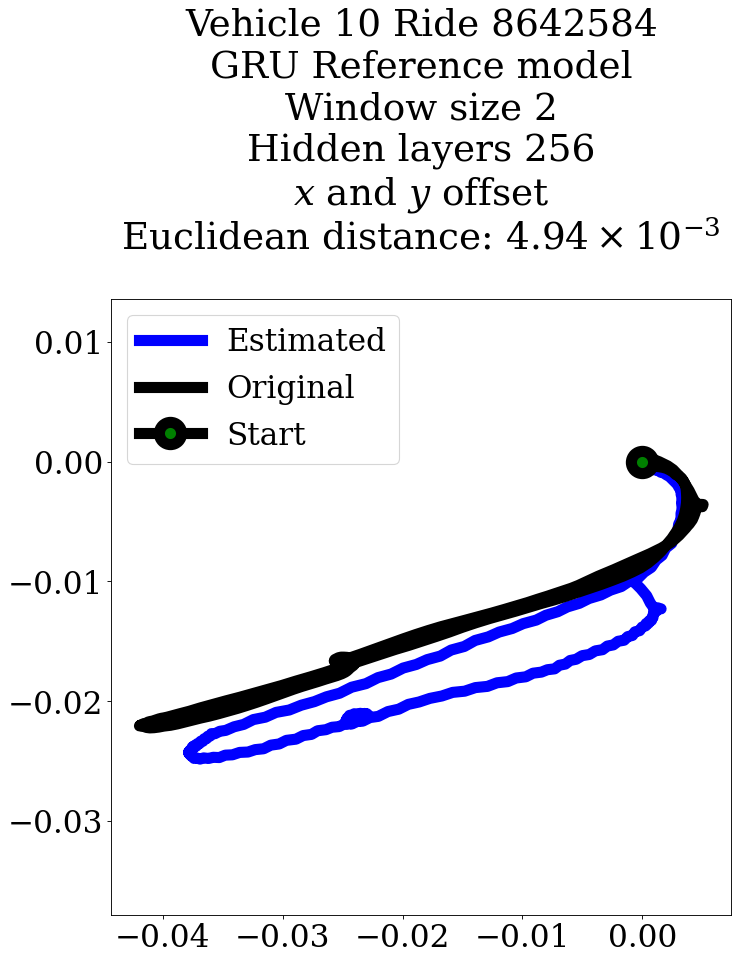 Vehicle 10 Ride 8642584
GRU Reference model
Window size 2
Hidden layers 256
x and y offset
Euclidean distance: 4.94 × 10⁻³
Estimated
Original
Start
0.01
0.00
−0.01
−0.02
−0.03
−0.04 −0.03 −0.02 −0.01 0.00